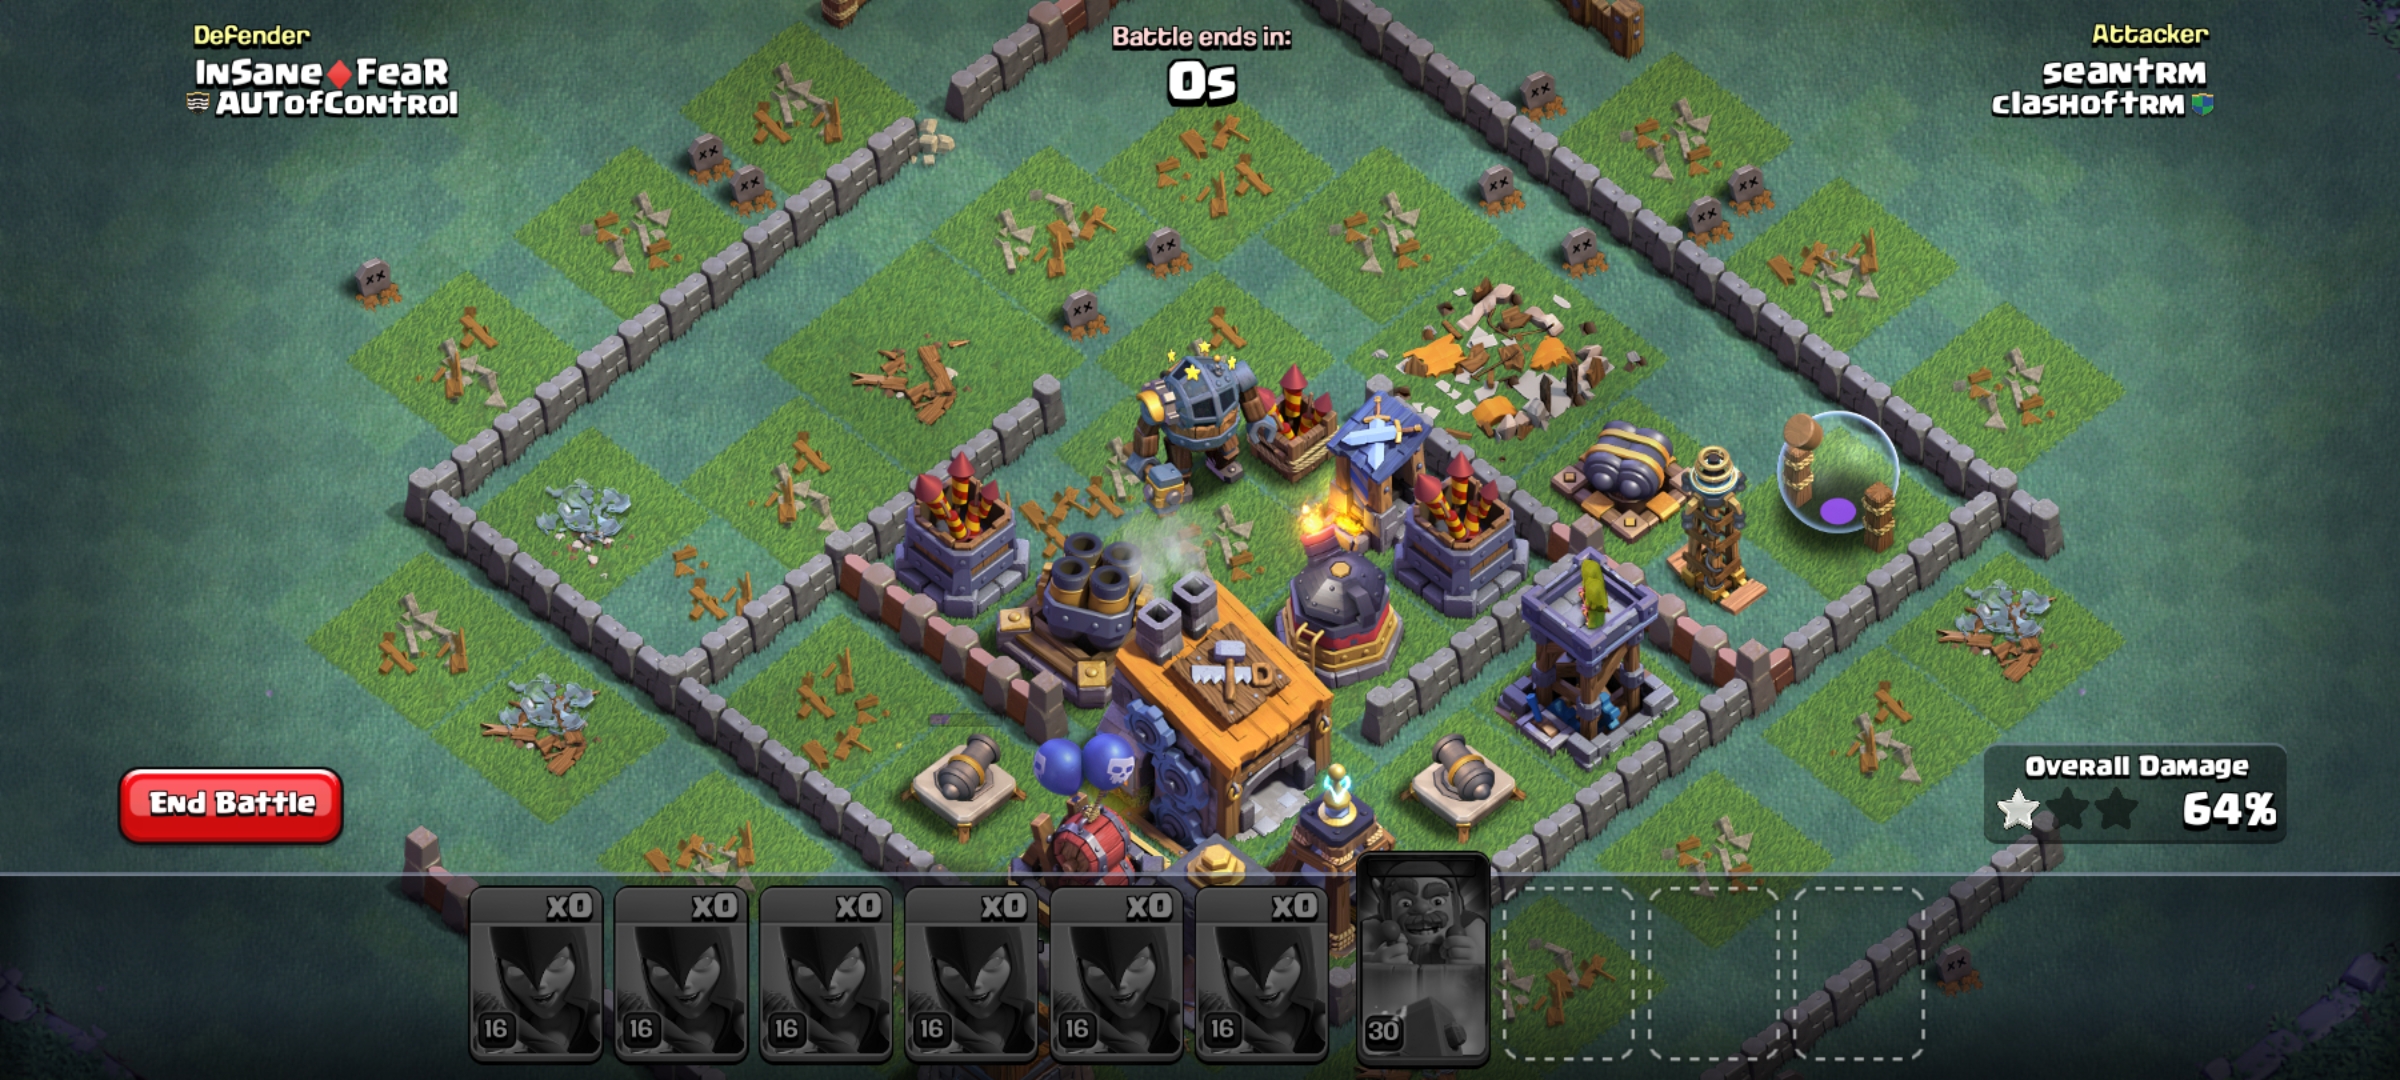 Defender
InSane♦FeaR
AUTofControl
Battle ends in:
0s
Attacker
seantRM
clashoftRM
End Battle
Overall Damage
64%
x0
x0
x0
x0
x0
x0
16
16
16
16
16
16
30